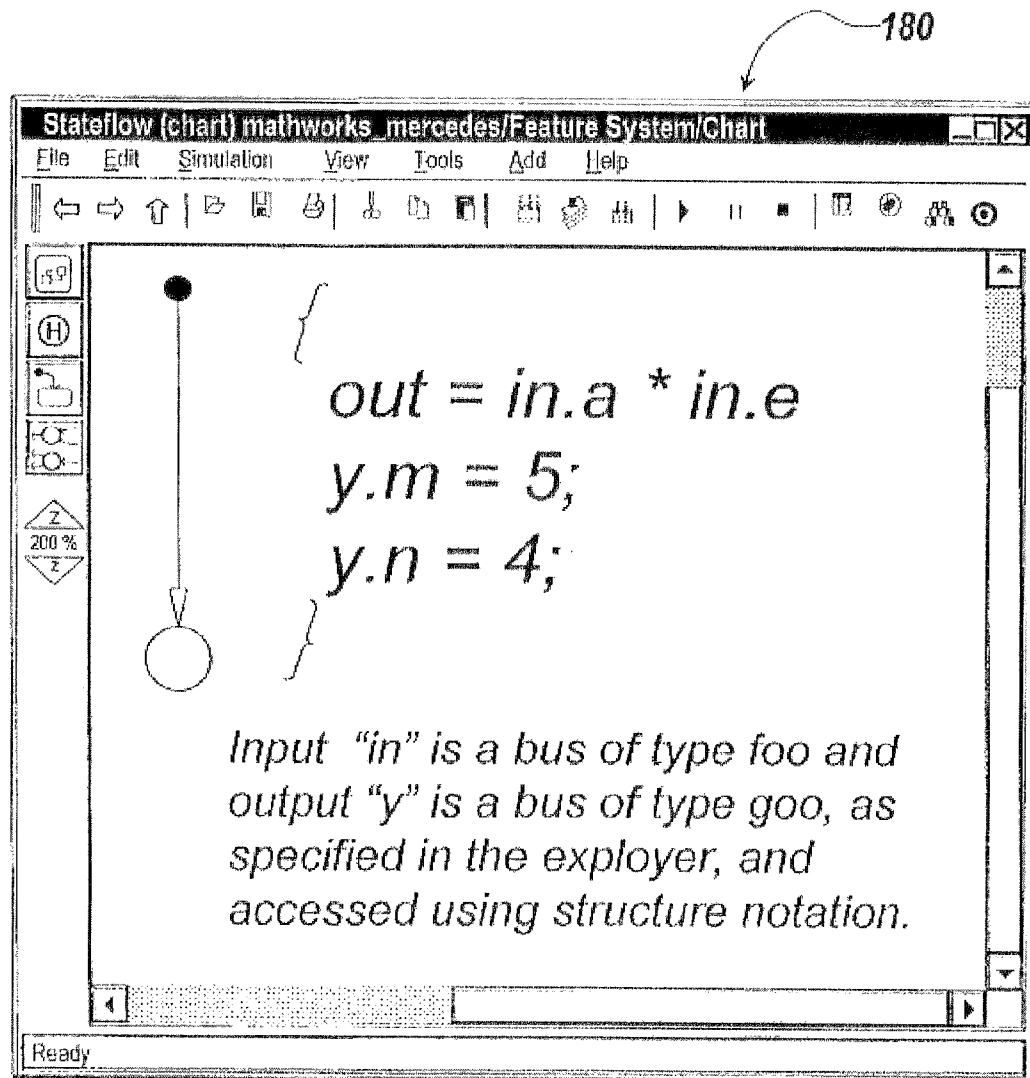 180
Stateflow (chart) mathworks_mercedes/Feature System/Chart
File Edit Simulation View Tools Add Help
H
z
200 %
z
{
out = in.a * in.e
y.m = 5;
y.n = 4;
}
Input “in” is a bus of type foo and
output “y” is a bus of type goo, as
specified in the exployer, and
accessed using structure notation.
Ready